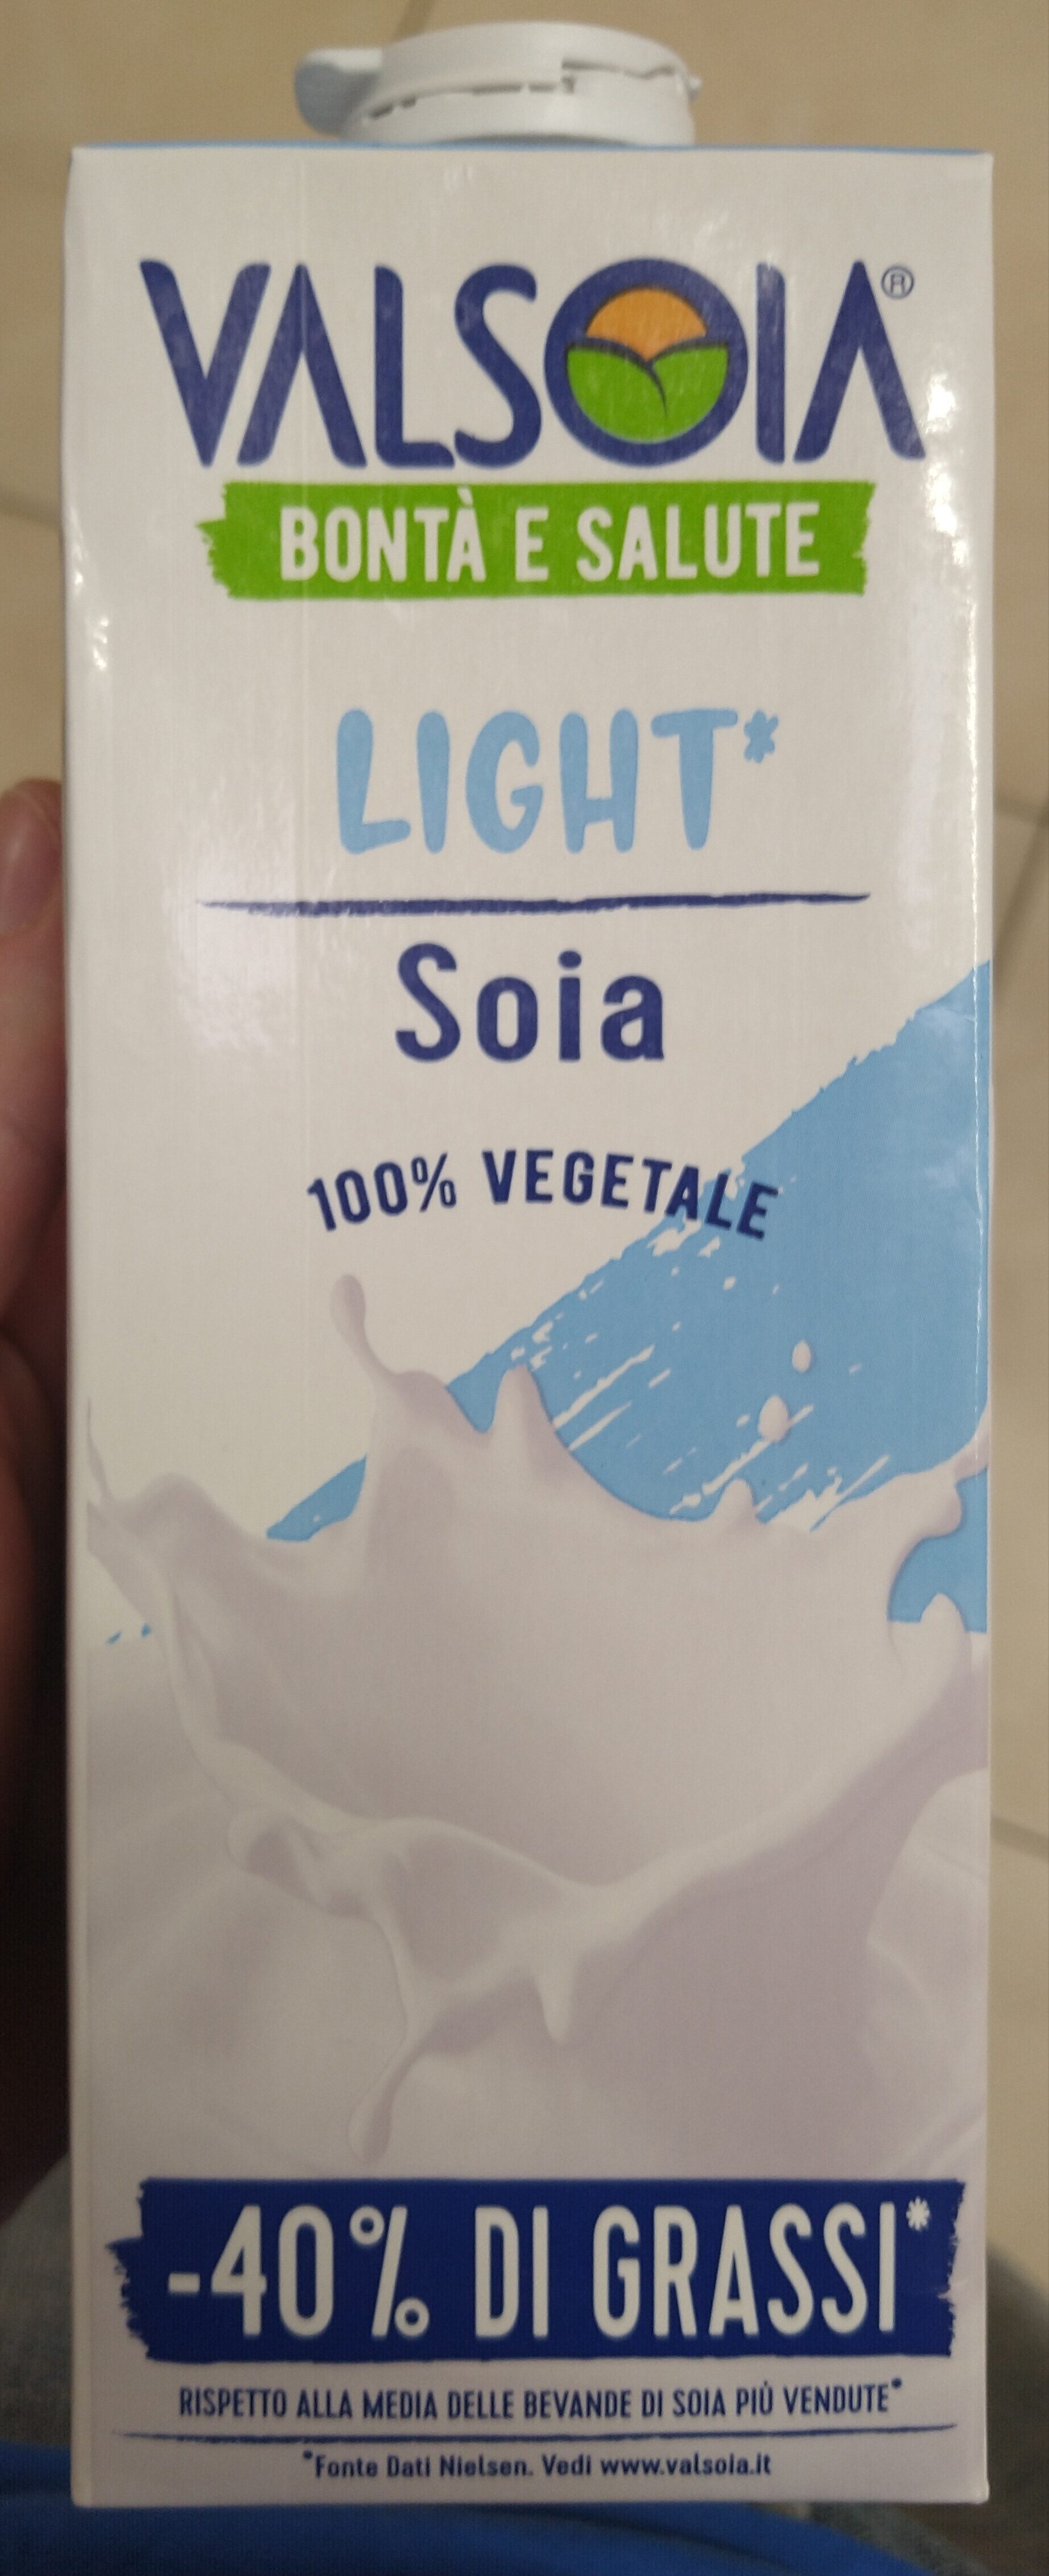 VALSOIA®
BONTÀ E SALUTE
LIGHT*
Soia
100% VEGETALE
-40% DI GRASSI*
RISPETTO ALLA MEDIA DELLE BEVANDE DI SOIA PIÙ VENDUTE*
*Fonte Dati Nielsen. Vedi www.valsoia.it